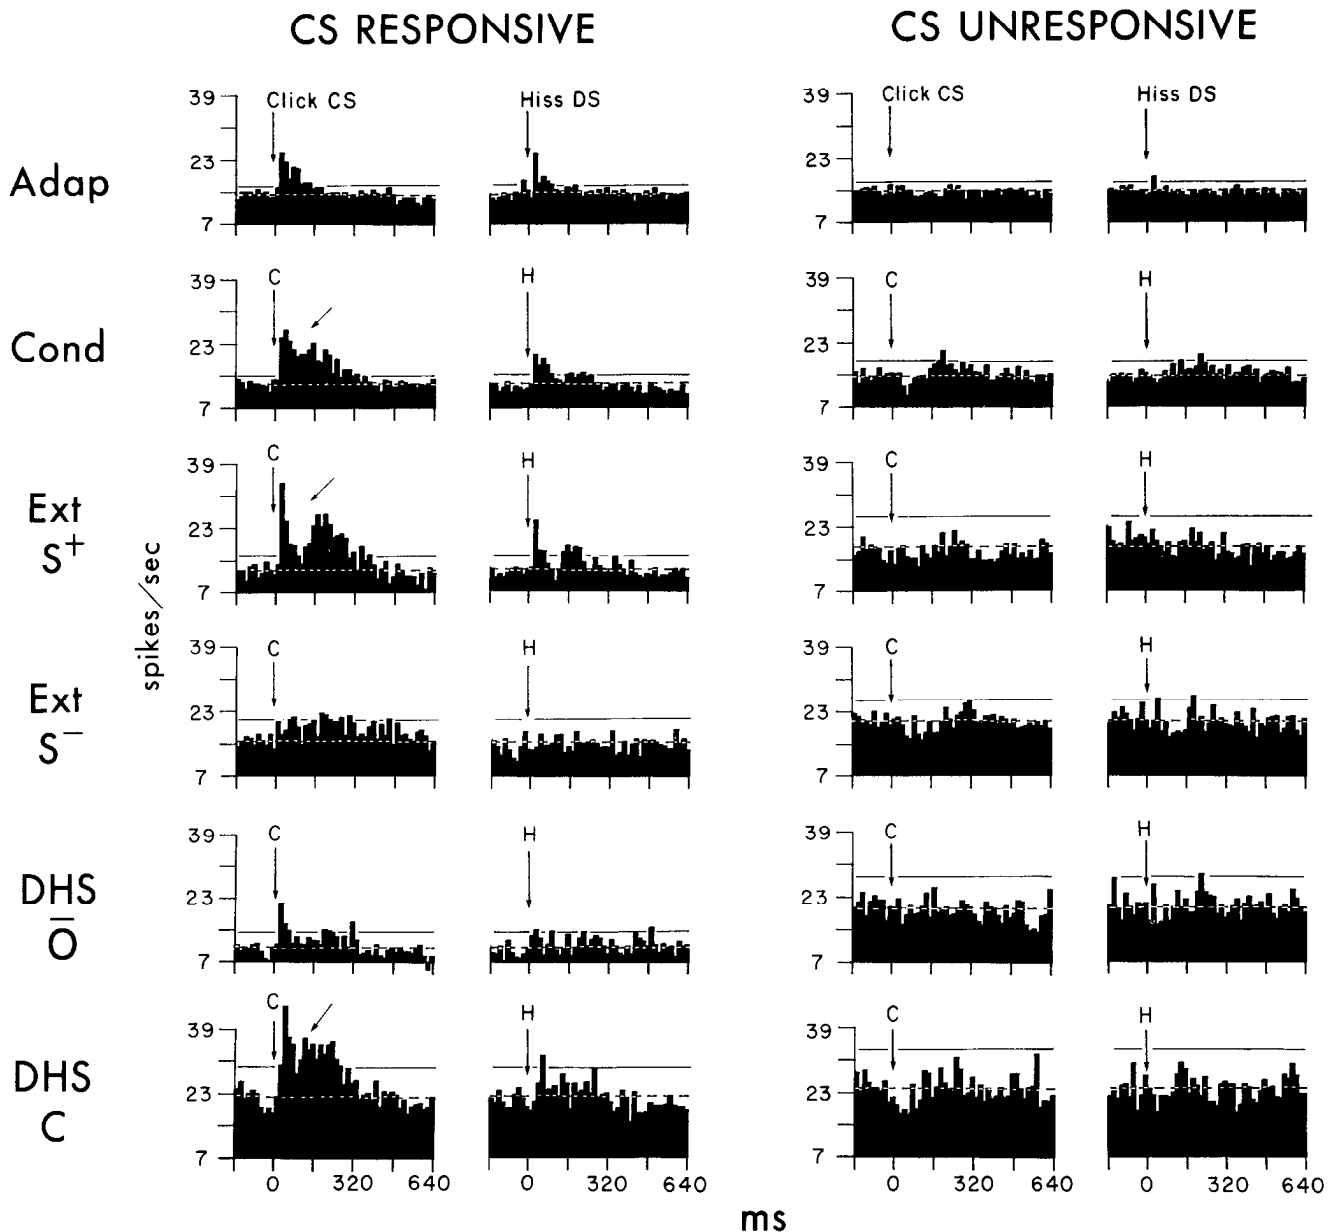 CS RESPONSIVE CS UNRESPONSIVE
Adap
39 Click CS Hiss DS 39 Click CS Hiss DS
23 23
7 7
Cond
39 C H 39 C H
23 23
7 7
Ext S+
39 C H 39 C H
23 23
7 7
spikes/sec
Ext S−
39 C H 39 C H
23 23
7 7
DHS Ō
39 C H 39 C H
23 23
7 7
DHS C
39 C H 39 C H
23 23
7 7
0 320 640 0 320 640 0 320 640 0 320 640
ms